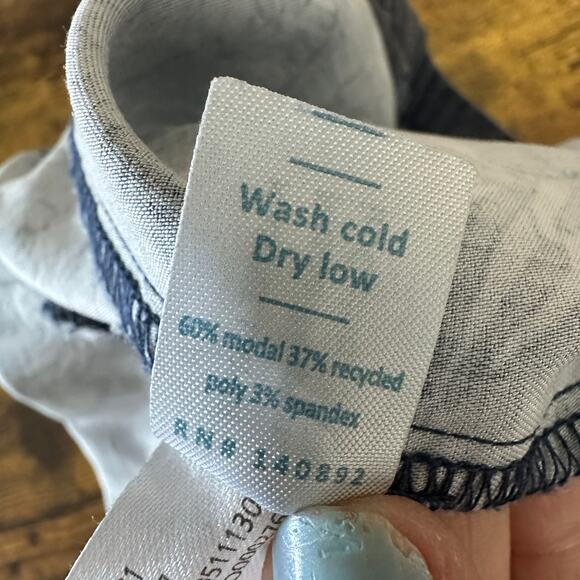 Wash cold
Dry low
60% modal 37% recycled
poly 3% spandex
RN# 140892